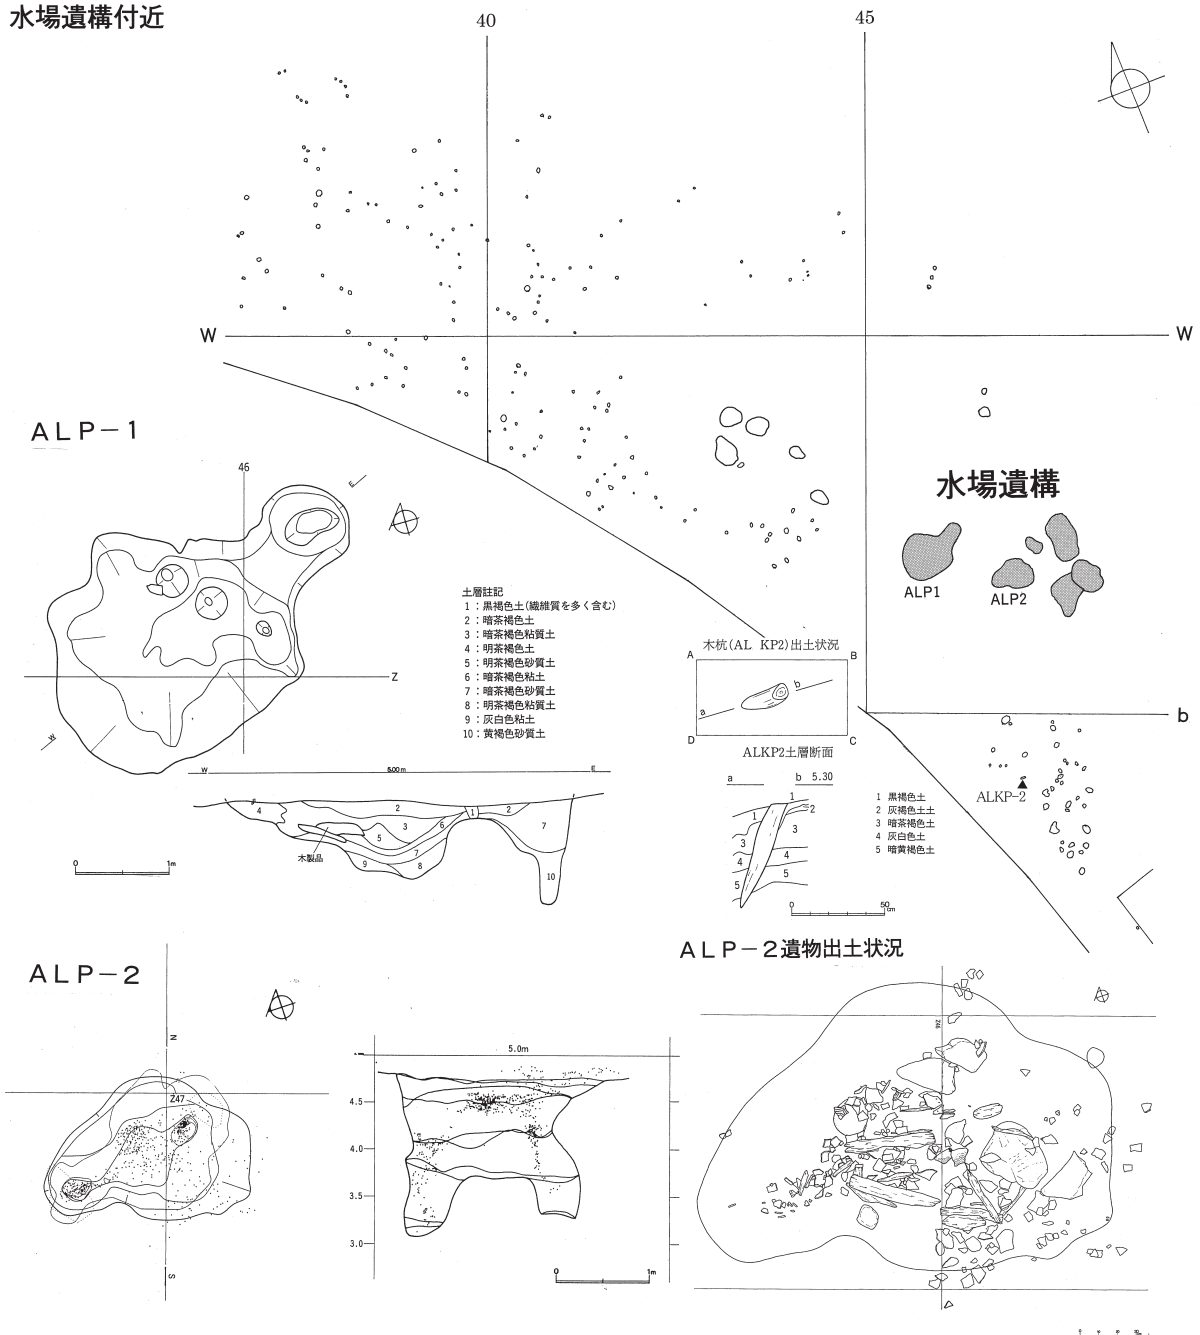 水場遺構付近
40
45
W
W
ALP-1
46
E
水場遺構
ALP1
ALP2
土層註記
1：黒褐色土(繊維質を多く含む)
2：暗茶褐色土
3：暗茶褐色粘質土
4：明茶褐色土
5：明茶褐色砂質土
6：暗茶褐色粘土
7：暗茶褐色砂質土
8：明茶褐色粘質土
9：灰白色粘土
10：黄褐色砂質土
Z
W
木杭(AL KP2)出土状況
A
B
a
b
D
C
b
ALKP2土層断面
a
b 5.30
ALKP-2
W
5.00m
E
4
2
1
2
3
6
5
7
7
9
8
10
木製品
0
1m
1
1
2
3
3
4
4
5
5
0
50
cm
1 黒褐色土
2 灰褐色土土
3 暗茶褐色土
4 灰白色土
5 暗黄褐色土
ALP-2
N
Z47
S
5.0m
4.5
4.0
3.5
3.0
0
1m
ALP-2遺物出土状況
Z46